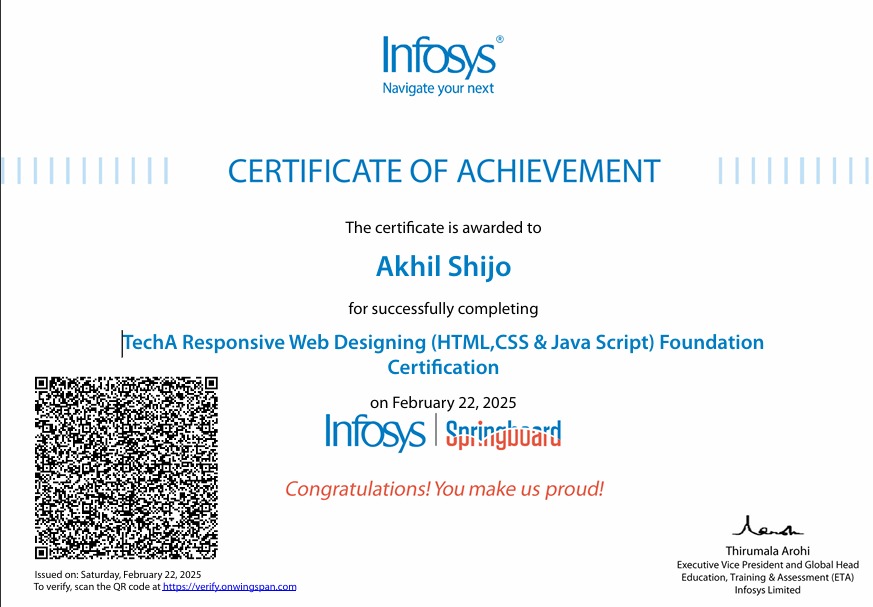 Infosys®
Navigate your next
CERTIFICATE OF ACHIEVEMENT
The certificate is awarded to
Akhil Shijo
for successfully completing
TechA Responsive Web Designing (HTML,CSS & Java Script) Foundation
Certification
on February 22, 2025
Infosys | Springboard
Congratulations! You make us proud!
Issued on: Saturday, February 22, 2025
To verify, scan the QR code at https://verify.onwingspan.com
Thirumala Arohi
Executive Vice President and Global Head
Education, Training & Assessment (ETA)
Infosys Limited